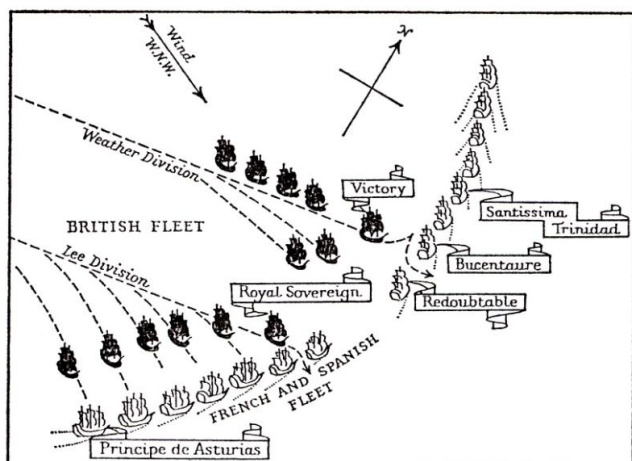 Wind
W.N.W.
N
Weather Division
Victory
Santissima
Trinidad
BRITISH FLEET
Bucentaure
Lee Division
Royal Sovereign
Redoubtable
FRENCH AND SPANISH
FLEET
Principe de Asturias